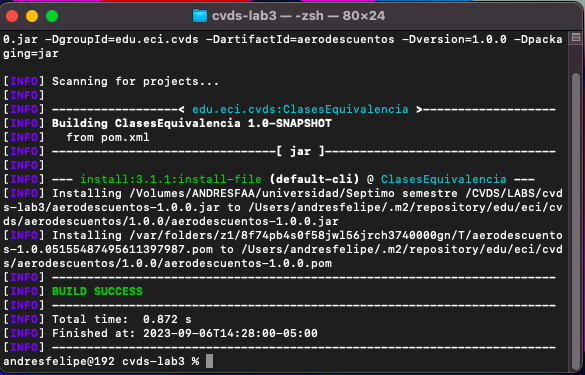 cvds-lab3 — -zsh — 80×24
0.jar -DgroupId=edu.eci.cvds -DartifactId=aerodescuentos -Dversion=1.0.0 -Dpacka
ging=jar
[INFO] Scanning for projects...
[INFO]
[INFO] -------------------< edu.eci.cvds:ClasesEquivalencia >-------------------
[INFO] Building ClasesEquivalencia 1.0-SNAPSHOT
[INFO]   from pom.xml
[INFO] --------------------------------[ jar ]---------------------------------
[INFO]
[INFO] --- install:3.1.1:install-file (default-cli) @ ClasesEquivalencia ---
[INFO] Installing /Volumes/ANDRESFAA/universidad/Septimo semestre /CVDS/LABS/cvd
s-lab3/aerodescuentos-1.0.0.jar to /Users/andresfelipe/.m2/repository/edu/eci/cv
ds/aerodescuentos/1.0.0/aerodescuentos-1.0.0.jar
[INFO] Installing /var/folders/z1/8f74pb4s0f58jwl56jrch3740000gn/T/aerodescuento
s-1.0.05155487495611397987.pom to /Users/andresfelipe/.m2/repository/edu/eci/cvd
s/aerodescuentos/1.0.0/aerodescuentos-1.0.0.pom
[INFO] ------------------------------------------------------------------------
[INFO] BUILD SUCCESS
[INFO] ------------------------------------------------------------------------
[INFO] Total time:  0.872 s
[INFO] Finished at: 2023-09-06T14:28:00-05:00
[INFO] ------------------------------------------------------------------------
andresfelipe@192 cvds-lab3 %